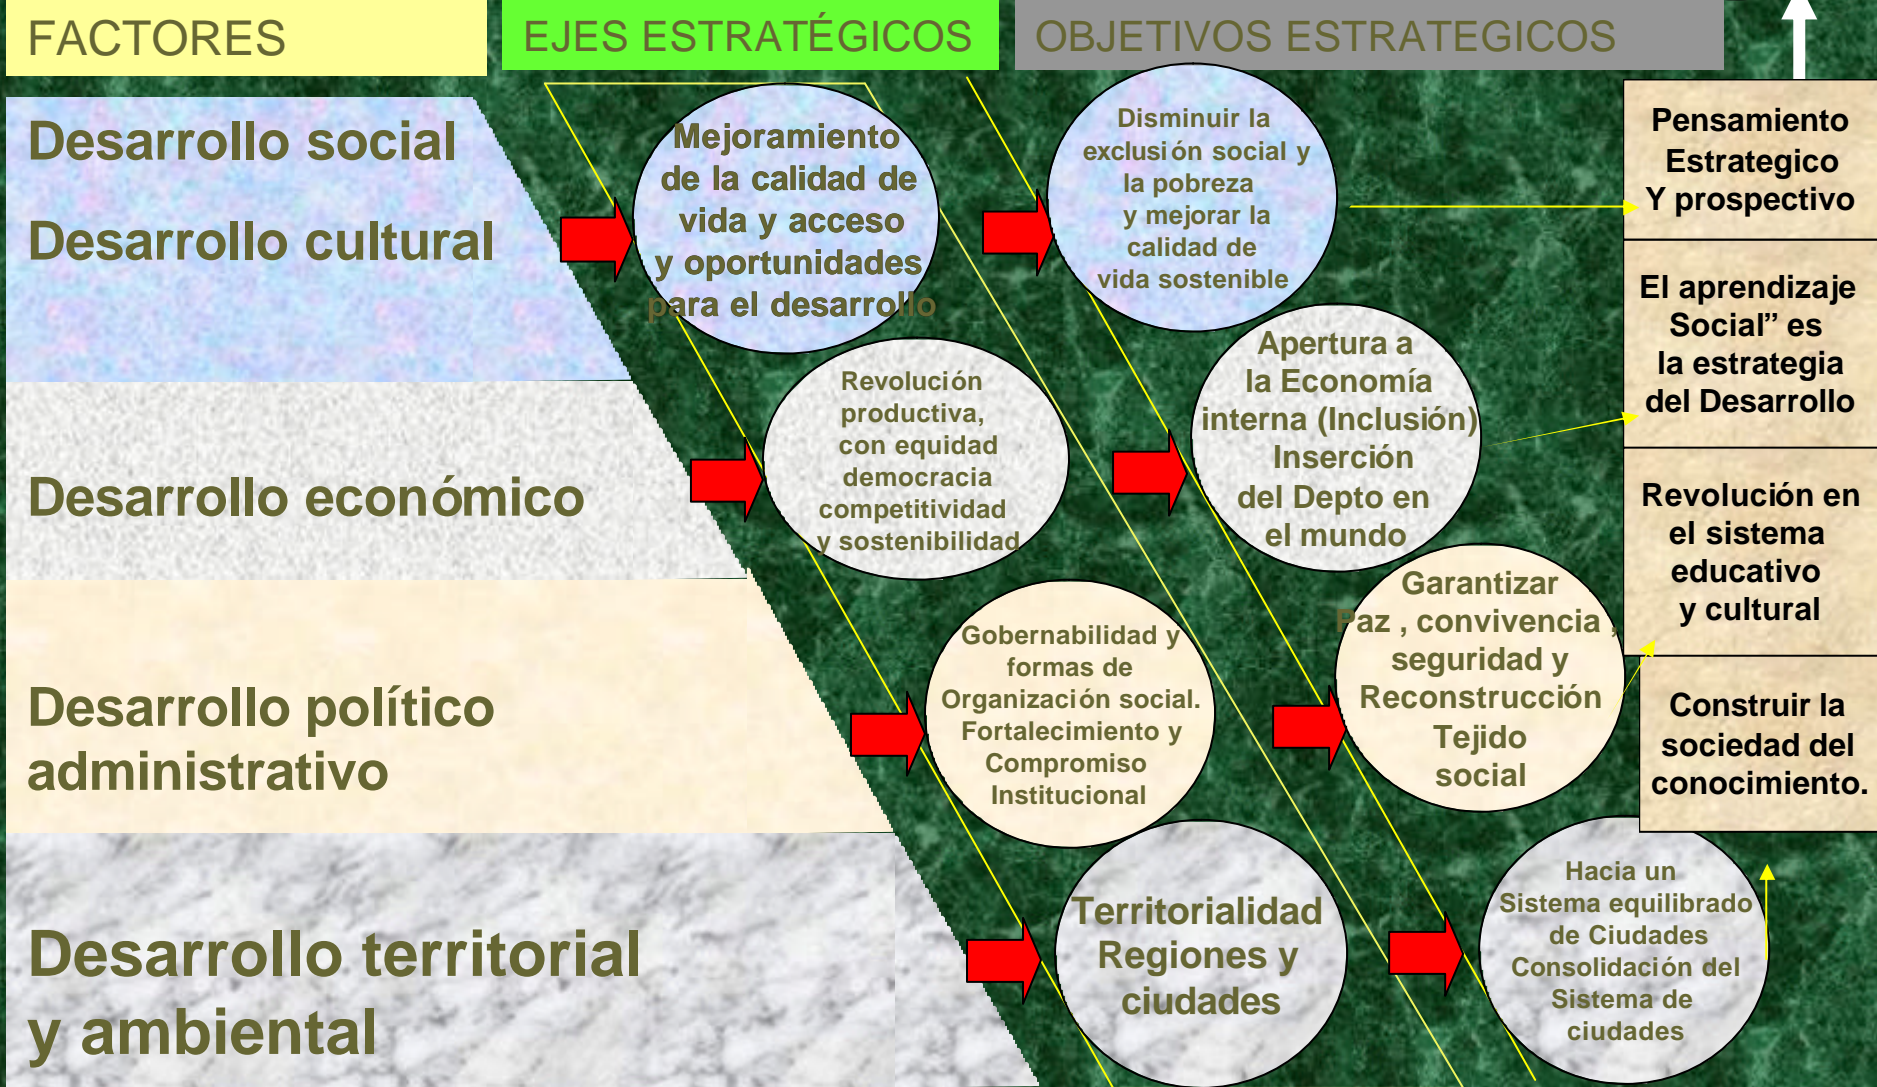 FACTORES
EJES ESTRATÉGICOS
OBJETIVOS ESTRATEGICOS
Desarrollo social
Desarrollo cultural
Mejoramiento
de la calidad de
vida y acceso
y oportunidades
para el desarrollo
Disminuir la
exclusión social y
la pobreza
y mejorar la
calidad de
vida sostenible
Desarrollo económico
Revolución
productiva,
con equidad
democracia
competitividad
y sostenibilidad
Apertura a
la Economía
interna (Inclusión)
Inserción
del Depto en
el mundo
Desarrollo político
administrativo
Gobernabilidad y
formas de
Organización social.
Fortalecimiento y
Compromiso
Institucional
Garantizar
Paz , convivencia ,
seguridad y
Reconstrucción
Tejido
social
Desarrollo territorial
y ambiental
Territorialidad
Regiones y
ciudades
Hacia un
Sistema equilibrado
de Ciudades
Consolidación del
Sistema de
ciudades
Pensamiento
Estrategico
Y prospectivo
El aprendizaje
Social” es
la estrategia
del Desarrollo
Revolución en
el sistema
educativo
y cultural
Construir la
sociedad del
conocimiento.